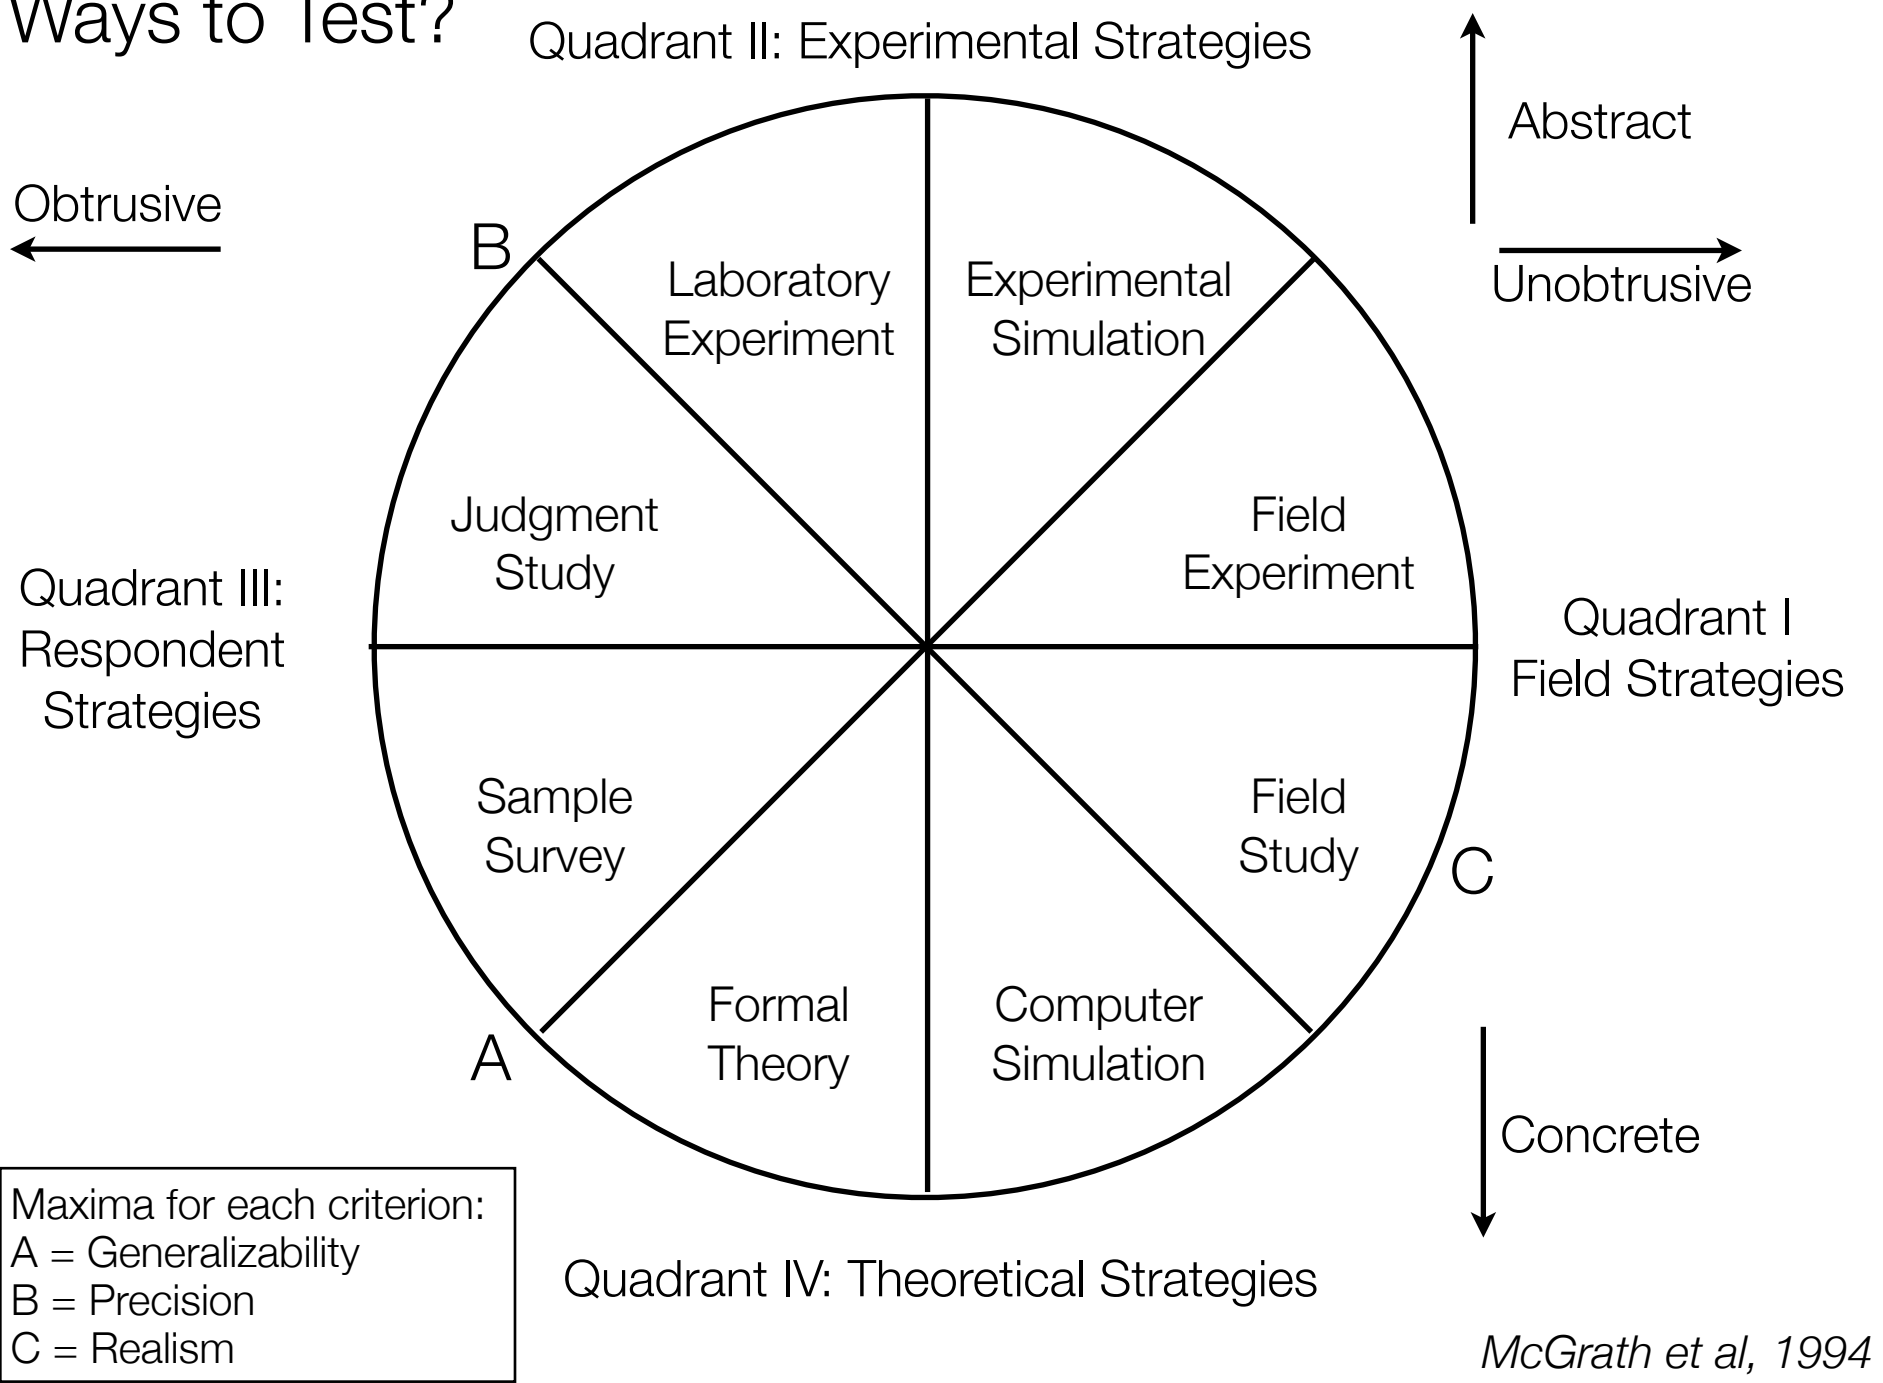 Ways to Test?
Quadrant II: Experimental Strategies
Abstract
Obtrusive
Unobtrusive
B
Laboratory
Experiment
Experimental
Simulation
Judgment
Study
Field
Experiment
Quadrant III:
Respondent
Strategies
Quadrant I
Field Strategies
Sample
Survey
Field
Study
C
Formal
Theory
Computer
Simulation
A
Concrete
Maxima for each criterion:
A = Generalizability
B = Precision
C = Realism
Quadrant IV: Theoretical Strategies
McGrath et al, 1994